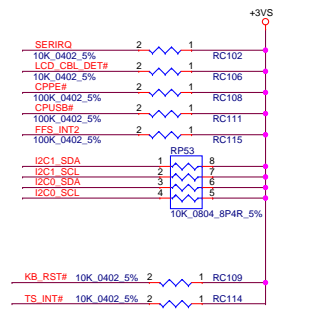 +3VS
SERIRQ 2 1
10K_0402_5% RC102
LCD_CBL_DET# 2 1
10K_0402_5% RC106
CPPE# 2 1
100K_0402_5% RC108
CPUSB# 2 1
100K_0402_5% RC111
FFS_INT2 2 1
100K_0402_5% RC115
RP53
I2C1_SDA 1 8
I2C1_SCL 2 7
I2C0_SDA 3 6
I2C0_SCL 4 5
10K_0804_8P4R_5%
KB_RST# 10K_0402_5% 2 1 RC109
TS_INT# 10K_0402_5% 2 1 RC114